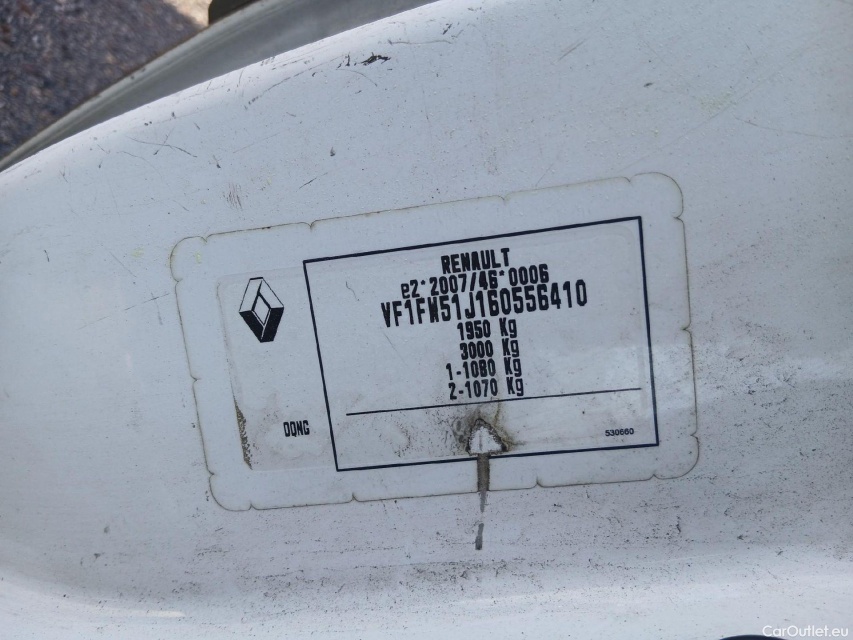 RENAULT
e2*2007/46*0006
VF1FW51J160556410
1950 Kg
3000 Kg
1-1080 Kg
2-1070 Kg
DQNG
530660
CarOutlet.eu